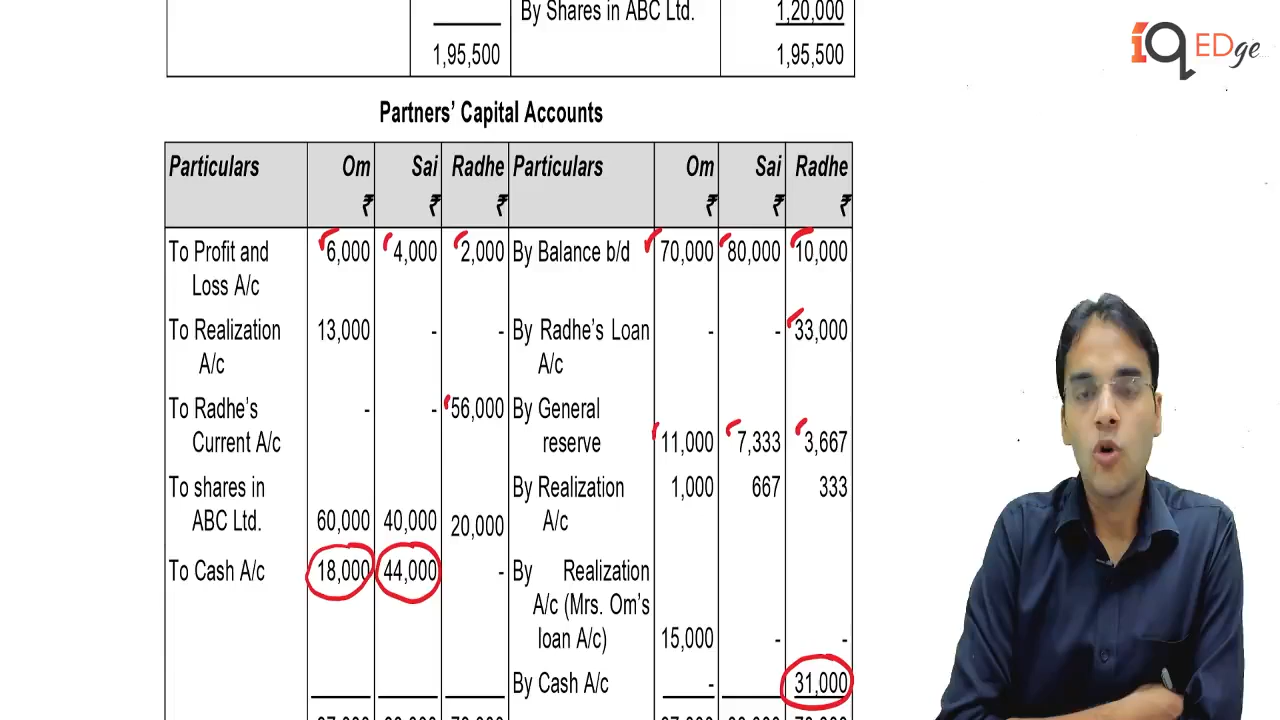 By Shares in ABC Ltd. 1,20,000
1,95,500 1,95,500
iQ EDge
Partners' Capital Accounts
Particulars Om Sai Radhe Particulars Om Sai Radhe
₹ ₹ ₹ ₹ ₹ ₹
To Profit and 6,000 4,000 2,000 By Balance b/d 70,000 80,000 10,000
Loss A/c
To Realization 13,000 - - By Radhe's Loan - - 33,000
A/c A/c
To Radhe's - - 56,000 By General
Current A/c reserve 11,000 7,333 3,667
To shares in By Realization 1,000 667 333
ABC Ltd. 60,000 40,000 20,000 A/c
To Cash A/c 18,000 44,000 - By Realization
A/c (Mrs. Om's
loan A/c) 15,000 - -
By Cash A/c - 31,000